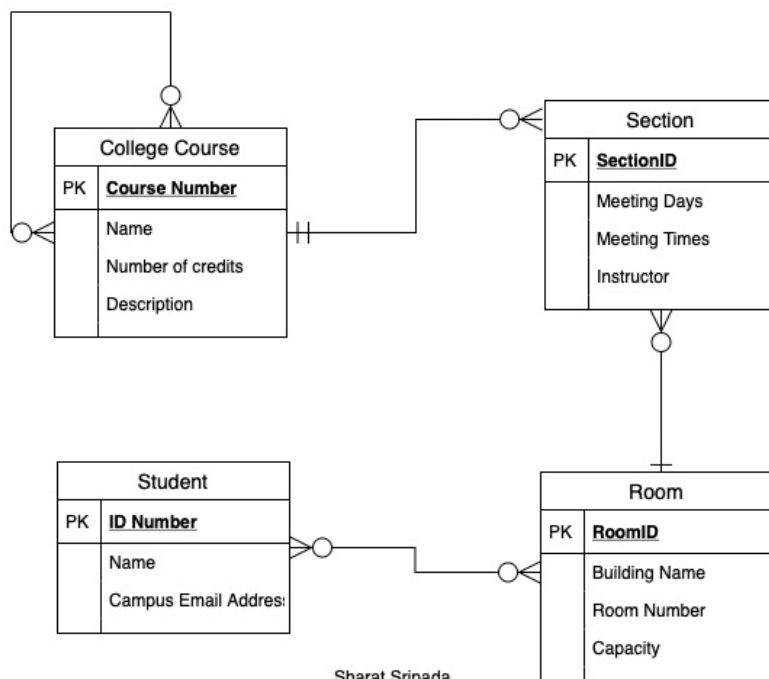 College Course
PK Course Number
Name
Number of credits
Description
Section
PK SectionID
Meeting Days
Meeting Times
Instructor
Student
PK ID Number
Name
Campus Email Addres
Room
PK RoomID
Building Name
Room Number
Capacity
Sharat Sripada